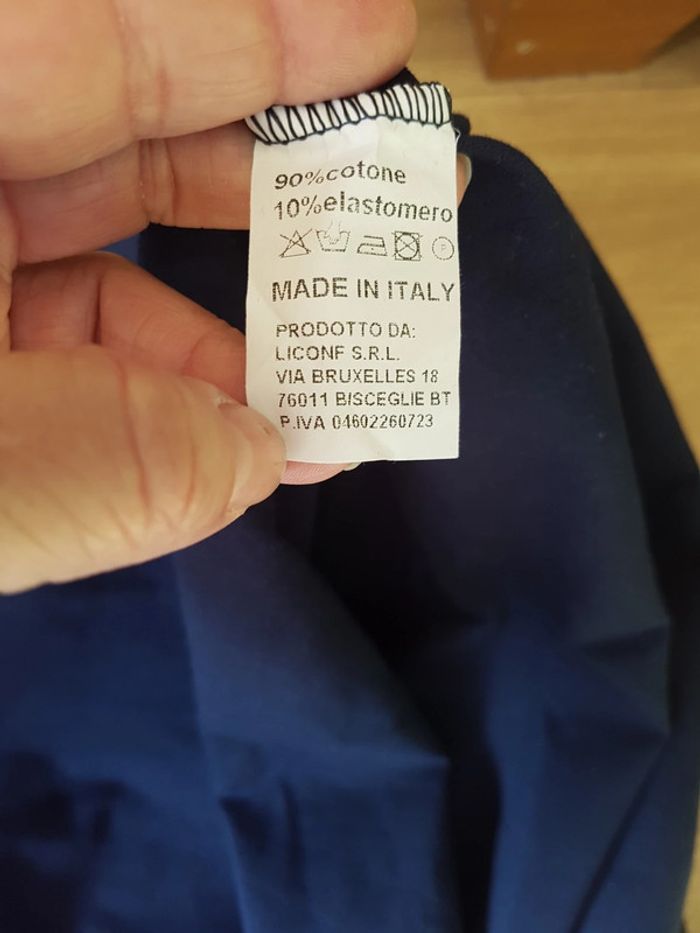 90%cotone
10%elastomero
P
MADE IN ITALY
PRODOTTO DA:
LICONF S.R.L.
VIA BRUXELLES 18
76011 BISCEGLIE BT
P.IVA 04602260723